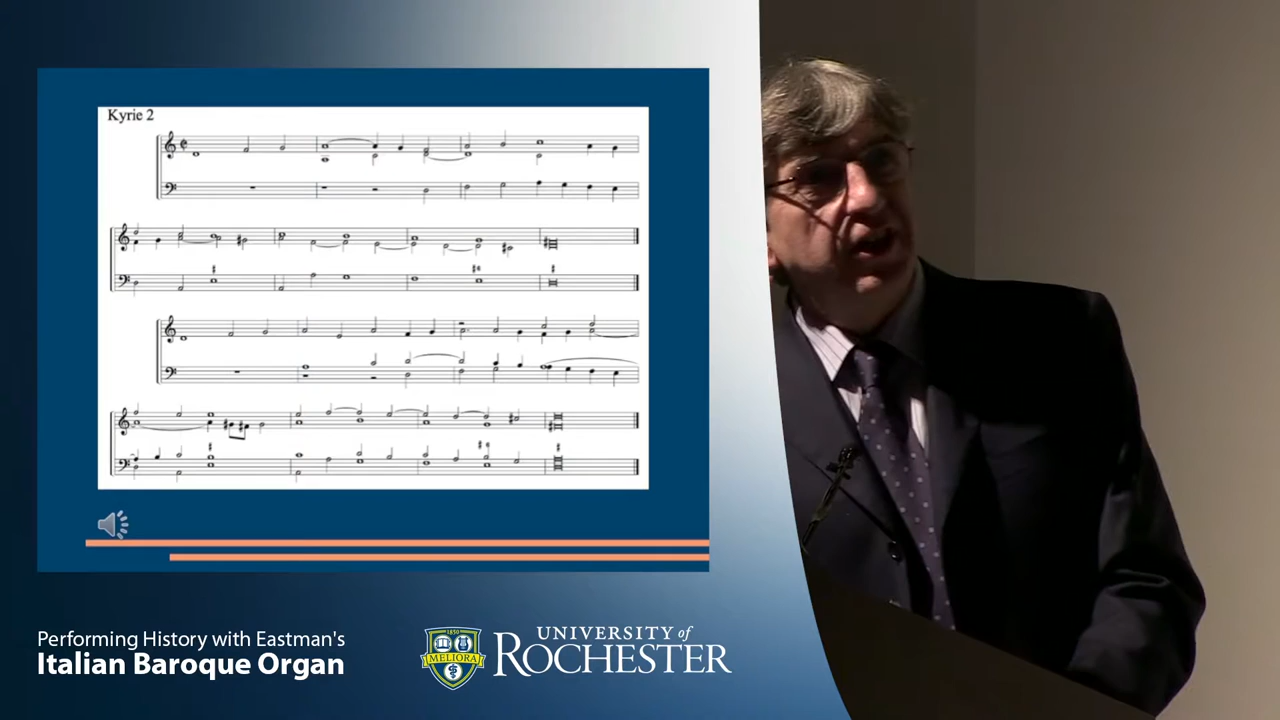 Kyrie 2
Performing History with Eastman's
Italian Baroque Organ
1850
MELIORA
UNIVERSITY of
ROCHESTER